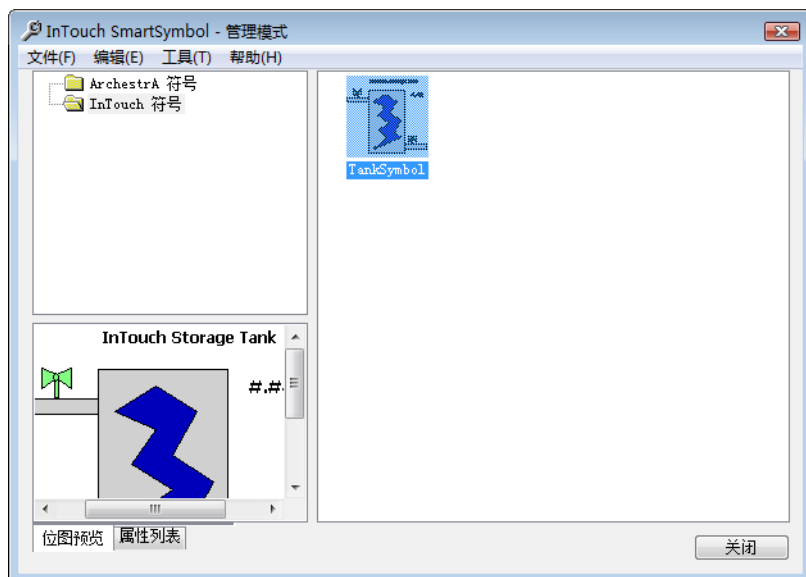 InTouch SmartSymbol - 管理模式
文件(F) 编辑(E) 工具(T) 帮助(H)
ArchestrA 符号
InTouch 符号
TankSymbol
InTouch Storage Tank
#.#
位图预览 属性列表
关闭